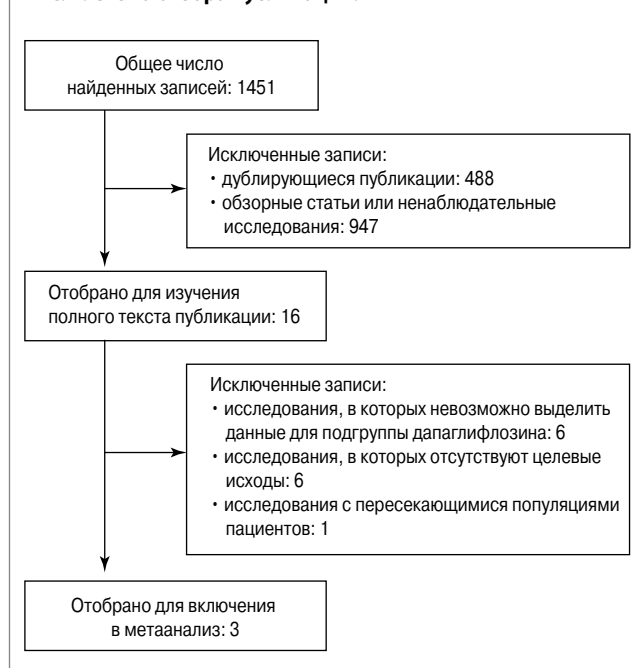 Общее число
найденных записей: 1451
Исключенные записи:
• дублирующиеся публикации: 488
• обзорные статьи или ненаблюдательные
исследования: 947
Отобрано для изучения
полного текста публикации: 16
Исключенные записи:
• исследования, в которых невозможно выделить
данные для подгруппы дапаглифлозина: 6
• исследования, в которых отсутствуют целевые
исходы: 6
• исследования с пересекающимися популяциями
пациентов: 1
Отобрано для включения
в метаанализ: 3